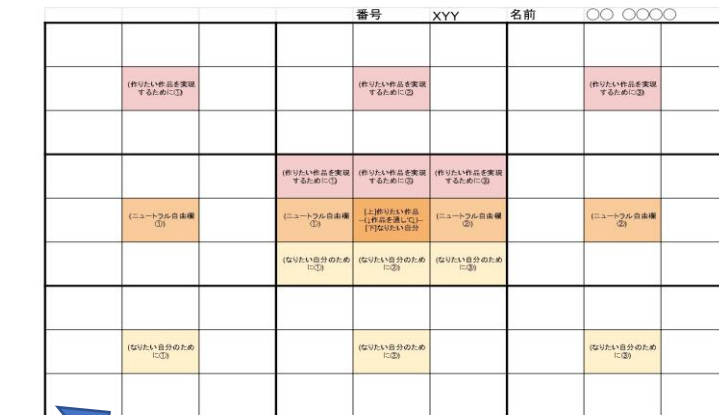 番号 XYY 名前 〇〇 〇〇〇〇
(作りたい作品を実現
するために①)
(作りたい作品を実現
するために②)
(作りたい作品を実現
するために③)
(作りたい作品を実現
するために①)
(作りたい作品を実現
するために②)
(作りたい作品を実現
するために③)
(ニュートラル自由欄
①)
(ニュートラル自由欄
①)
[上]作りたい作品
―(↓作品を通して↓)―
[下]なりたい自分
(ニュートラル自由欄
②)
(ニュートラル自由欄
②)
(なりたい自分のため
に①)
(なりたい自分のため
に②)
(なりたい自分のため
に③)
(なりたい自分のため
に①)
(なりたい自分のため
に②)
(なりたい自分のため
に③)